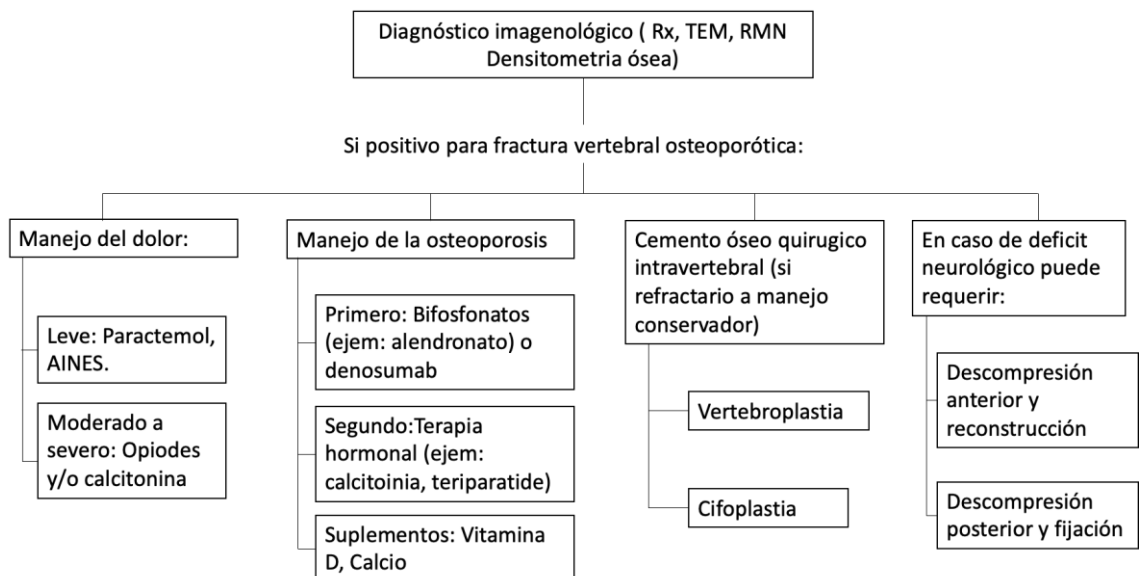 Diagnóstico imagenológico ( Rx, TEM, RMN
Densitometria ósea)
Si positivo para fractura vertebral osteoporótica:
Manejo del dolor:
Leve: Paractemol,
AINES.
Moderado a
severo: Opiodes
y/o calcitonina
Manejo de la osteoporosis
Primero: Bifosfonatos
(ejem: alendronato) o
denosumab
Segundo:Terapia
hormonal (ejem:
calcitoinia, teriparatide)
Suplementos: Vitamina
D, Calcio
Cemento óseo quirugico
intravertebral (si
refractario a manejo
conservador)
Vertebroplastia
Cifoplastia
En caso de deficit
neurológico puede
requerir:
Descompresión
anterior y
reconstrucción
Descompresión
posterior y fijación